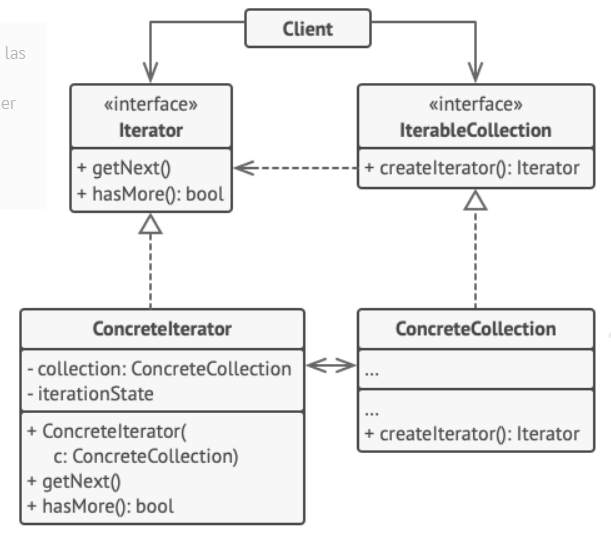 Client
las
er
«interface»
Iterator
+ getNext()
+ hasMore(): bool
«interface»
IterableCollection
+ createIterator(): Iterator
ConcreteIterator
- collection: ConcreteCollection
- iterationState
+ ConcreteIterator(
c: ConcreteCollection)
+ getNext()
+ hasMore(): bool
ConcreteCollection
...
...
+ createIterator(): Iterator